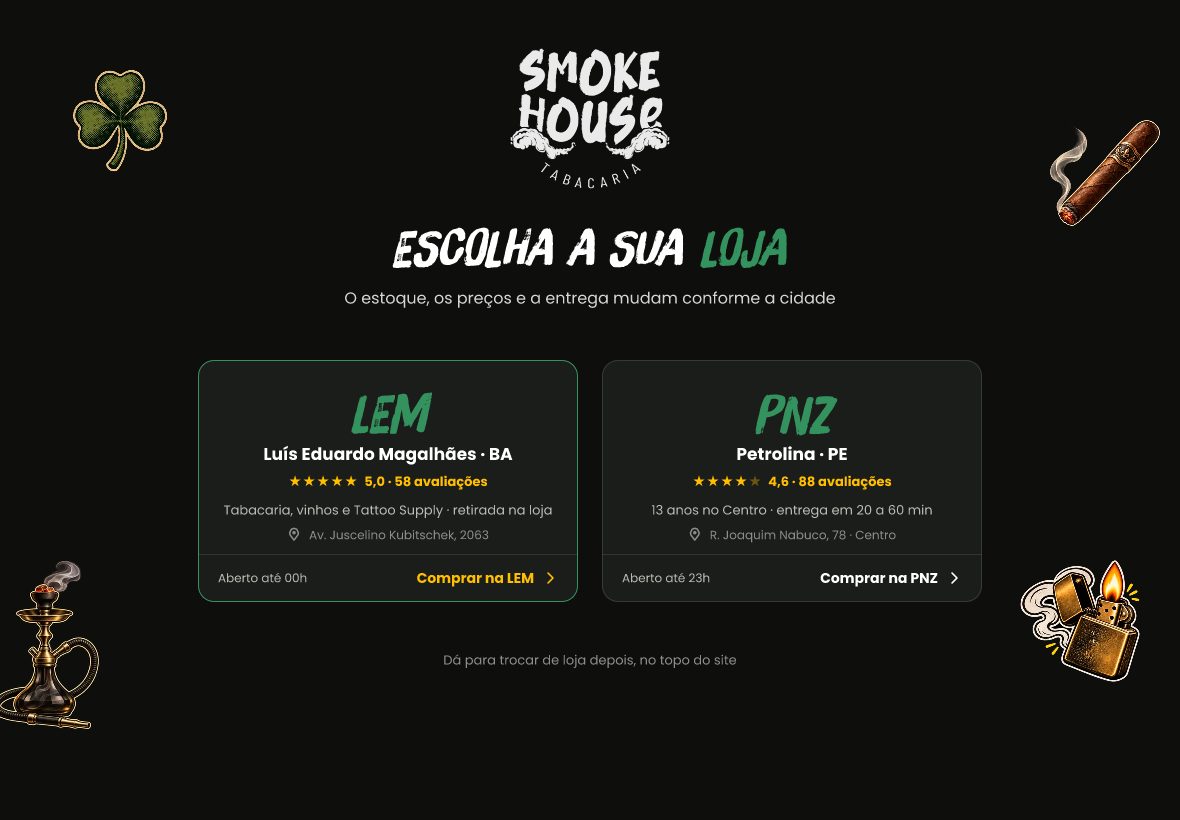 SMOKE
HOUSE
TABACARIA
ESCOLHA A SUA LOJA
O estoque, os preços e a entrega mudam conforme a cidade
LEM
Luís Eduardo Magalhães · BA
★★★★★ 5,0 · 58 avaliações
Tabacaria, vinhos e Tattoo Supply · retirada na loja
Av. Juscelino Kubitschek, 2063
Aberto até 00h
Comprar na LEM
PNZ
Petrolina · PE
★★★★★ 4,6 · 88 avaliações
13 anos no Centro · entrega em 20 a 60 min
R. Joaquim Nabuco, 78 · Centro
Aberto até 23h
Comprar na PNZ
Dá para trocar de loja depois, no topo do site